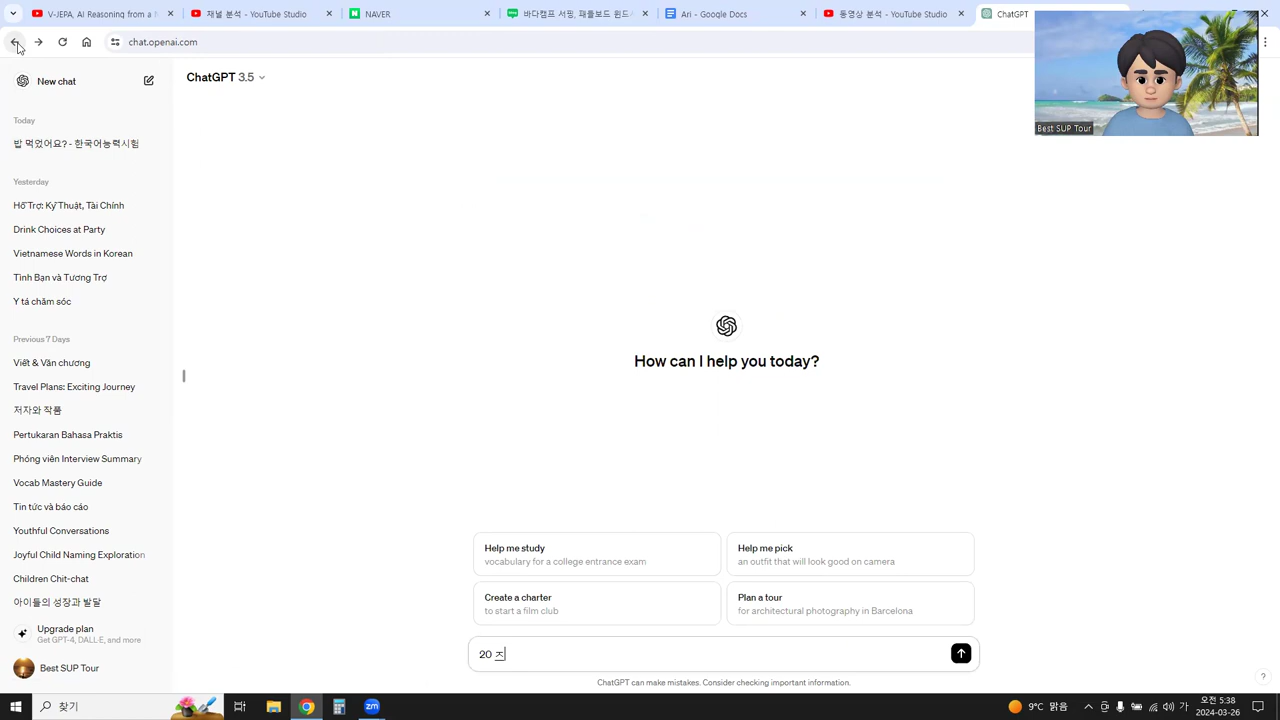 V-JEPA, AI Reasoning from a N
채널 분석 - YouTube Studio
NAVER
바다캠프 서핑, 패들보드 윈드서
Ari - Google Docs
동영상 분석 - YouTube Studio
ChatGPT
chat.openai.com
New chat
ChatGPT 3.5
Best SUP Tour
Today
밥 먹었어요? - 한국어능력시험
Yesterday
Hỗ Trợ: Kỹ Thuật, Tài Chính
Drink Choices at Party
Vietnamese Words in Korean
Tình Bạn và Tương Trợ
Y tá chăm sóc
Previous 7 Days
Viết & Văn chương
Travel Plans: Exciting Journey
저자와 작품
Pertukaran Bahasa Praktis
Phóng viên Interview Summary
Vocab Mastery Guide
Tin tức và báo cáo
Youthful Conversations
Joyful Child Naming Exploration
Children Chit-chat
아이들의 성장과 발달
Upgrade plan
Get GPT-4, DALL·E, and more
Best SUP Tour
How can I help you today?
Help me study
vocabulary for a college entrance exam
Help me pick
an outfit that will look good on camera
Create a charter
to start a film club
Plan a tour
for architectural photography in Barcelona
20 즈
ChatGPT can make mistakes. Consider checking important information.
?
찾기
9°C 맑음
가
오전 5:38
2024-03-26